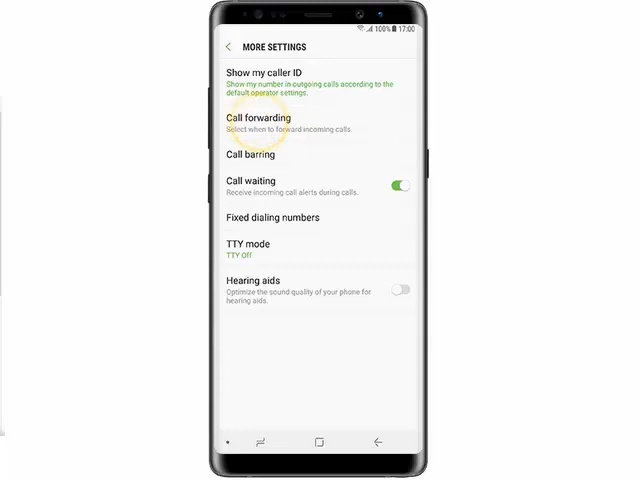 100% 17:00
MORE SETTINGS
Show my caller ID
Show my number in outgoing calls according to the
default operator settings.
Call forwarding
Select when to forward incoming calls.
Call barring
Call waiting
Receive incoming call alerts during calls.
Fixed dialing numbers
TTY mode
TTY Off
Hearing aids
Optimize the sound quality of your phone for
hearing aids.